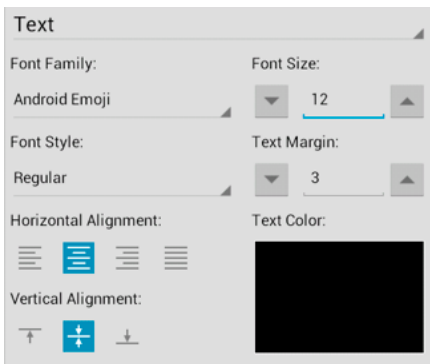 Text
Font Family: Font Size:
Android Emoji 12
Font Style: Text Margin:
Regular 3
Horizontal Alignment: Text Color:
Vertical Alignment: